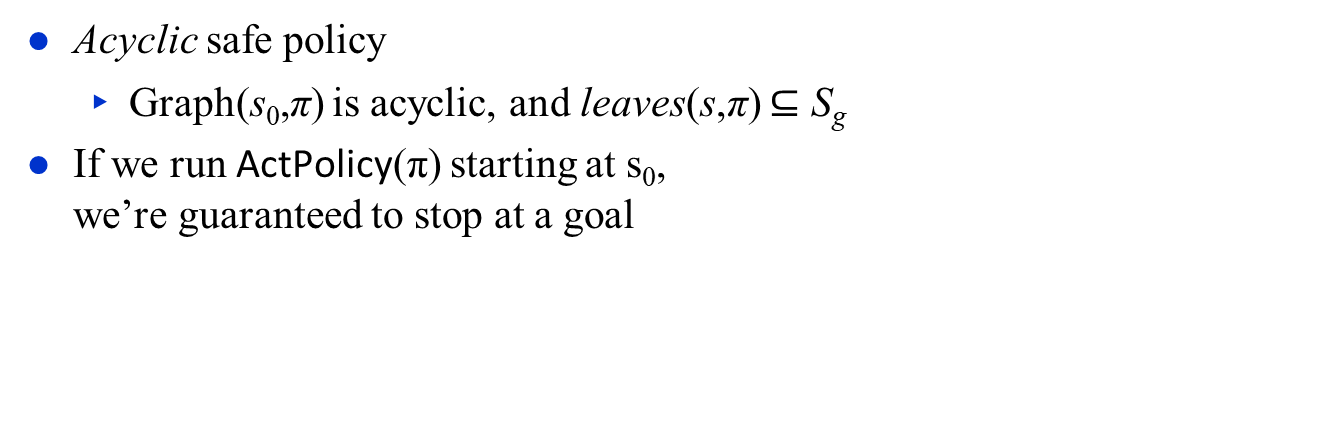 ● Acyclic safe policy
▸ Graph(s₀,π) is acyclic, and leaves(s,π) ⊆ S_g
● If we run ActPolicy(π) starting at s₀,
we’re guaranteed to stop at a goal